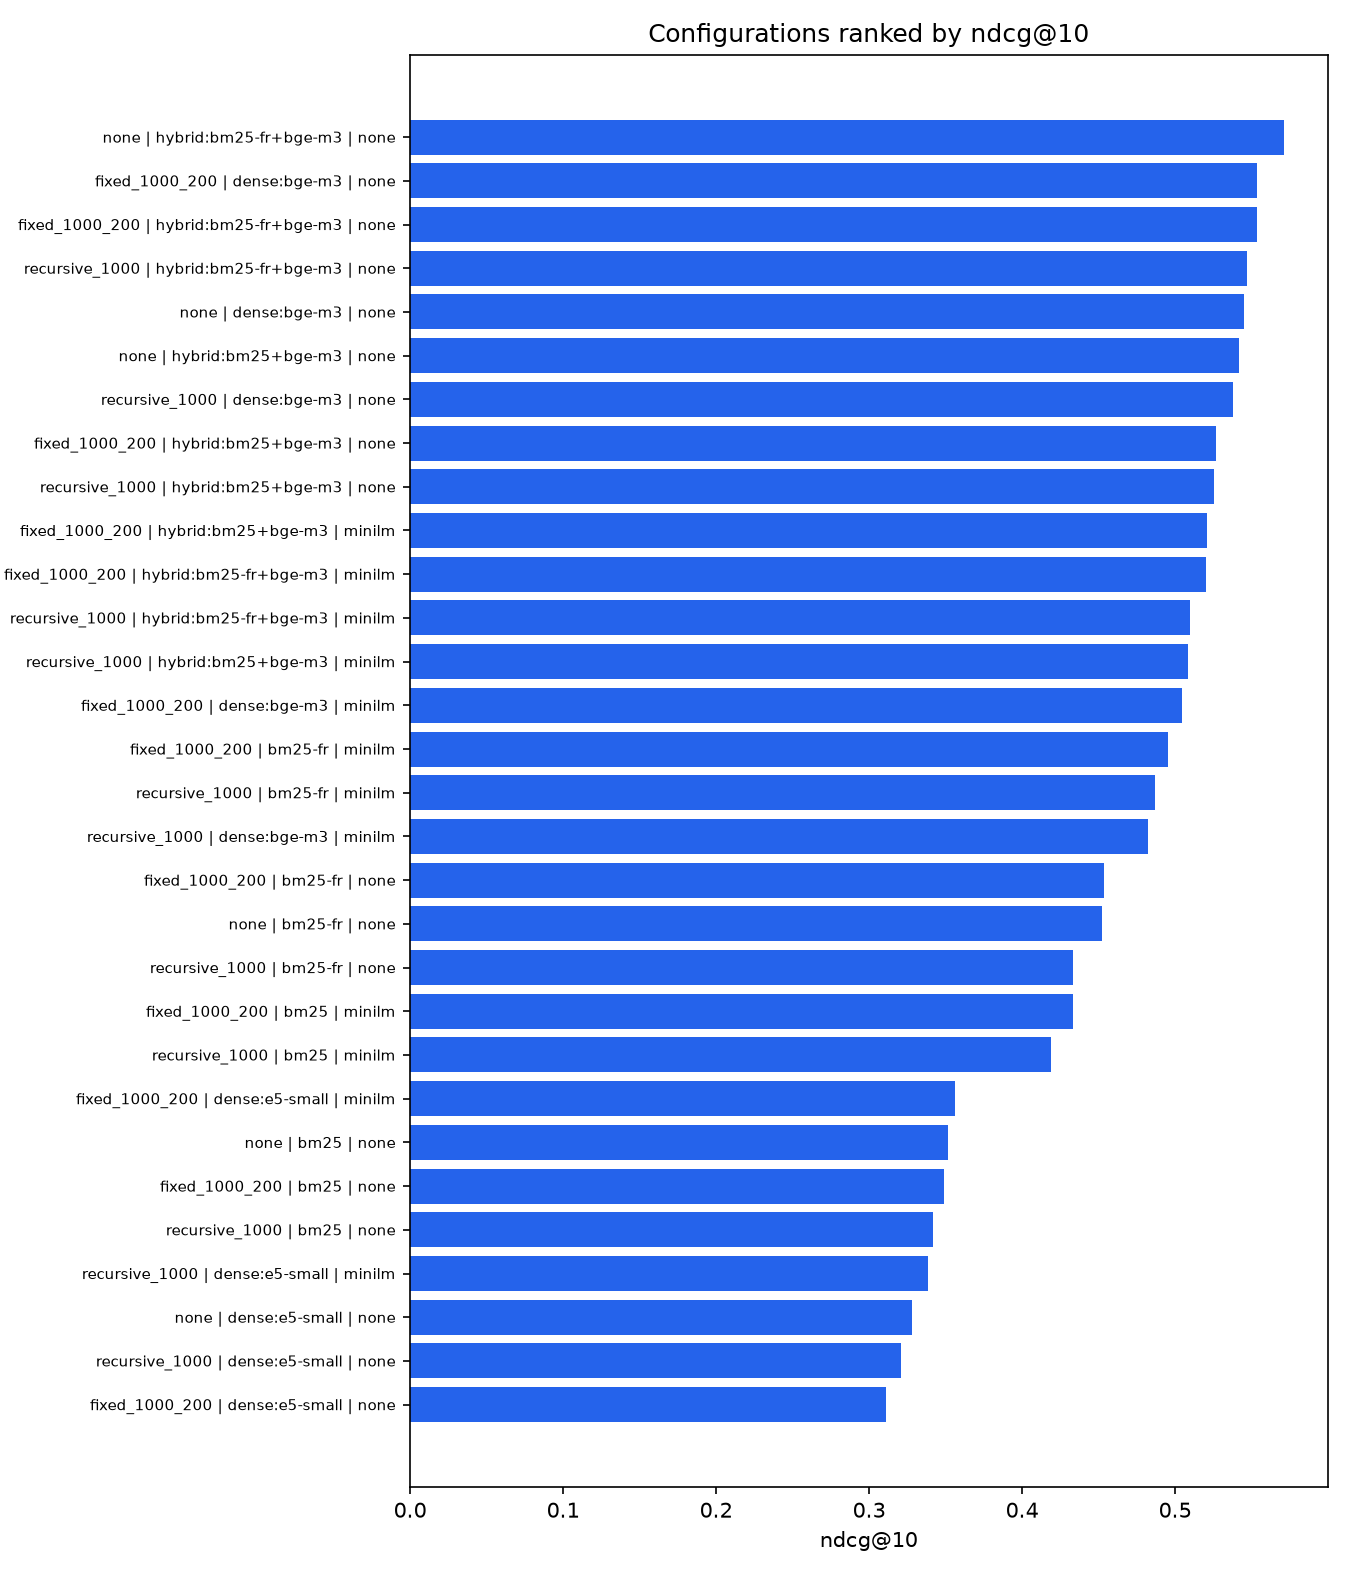 Configurations ranked by ndcg@10
none | hybrid:bm25-fr+bge-m3 | none
fixed_1000_200 | dense:bge-m3 | none
fixed_1000_200 | hybrid:bm25-fr+bge-m3 | none
recursive_1000 | hybrid:bm25-fr+bge-m3 | none
none | dense:bge-m3 | none
none | hybrid:bm25+bge-m3 | none
recursive_1000 | dense:bge-m3 | none
fixed_1000_200 | hybrid:bm25+bge-m3 | none
recursive_1000 | hybrid:bm25+bge-m3 | none
fixed_1000_200 | hybrid:bm25+bge-m3 | minilm
fixed_1000_200 | hybrid:bm25-fr+bge-m3 | minilm
recursive_1000 | hybrid:bm25-fr+bge-m3 | minilm
recursive_1000 | hybrid:bm25+bge-m3 | minilm
fixed_1000_200 | dense:bge-m3 | minilm
fixed_1000_200 | bm25-fr | minilm
recursive_1000 | bm25-fr | minilm
recursive_1000 | dense:bge-m3 | minilm
fixed_1000_200 | bm25-fr | none
none | bm25-fr | none
recursive_1000 | bm25-fr | none
fixed_1000_200 | bm25 | minilm
recursive_1000 | bm25 | minilm
fixed_1000_200 | dense:e5-small | minilm
none | bm25 | none
fixed_1000_200 | bm25 | none
recursive_1000 | bm25 | none
recursive_1000 | dense:e5-small | minilm
none | dense:e5-small | none
recursive_1000 | dense:e5-small | none
fixed_1000_200 | dense:e5-small | none
0.0 0.1 0.2 0.3 0.4 0.5
ndcg@10